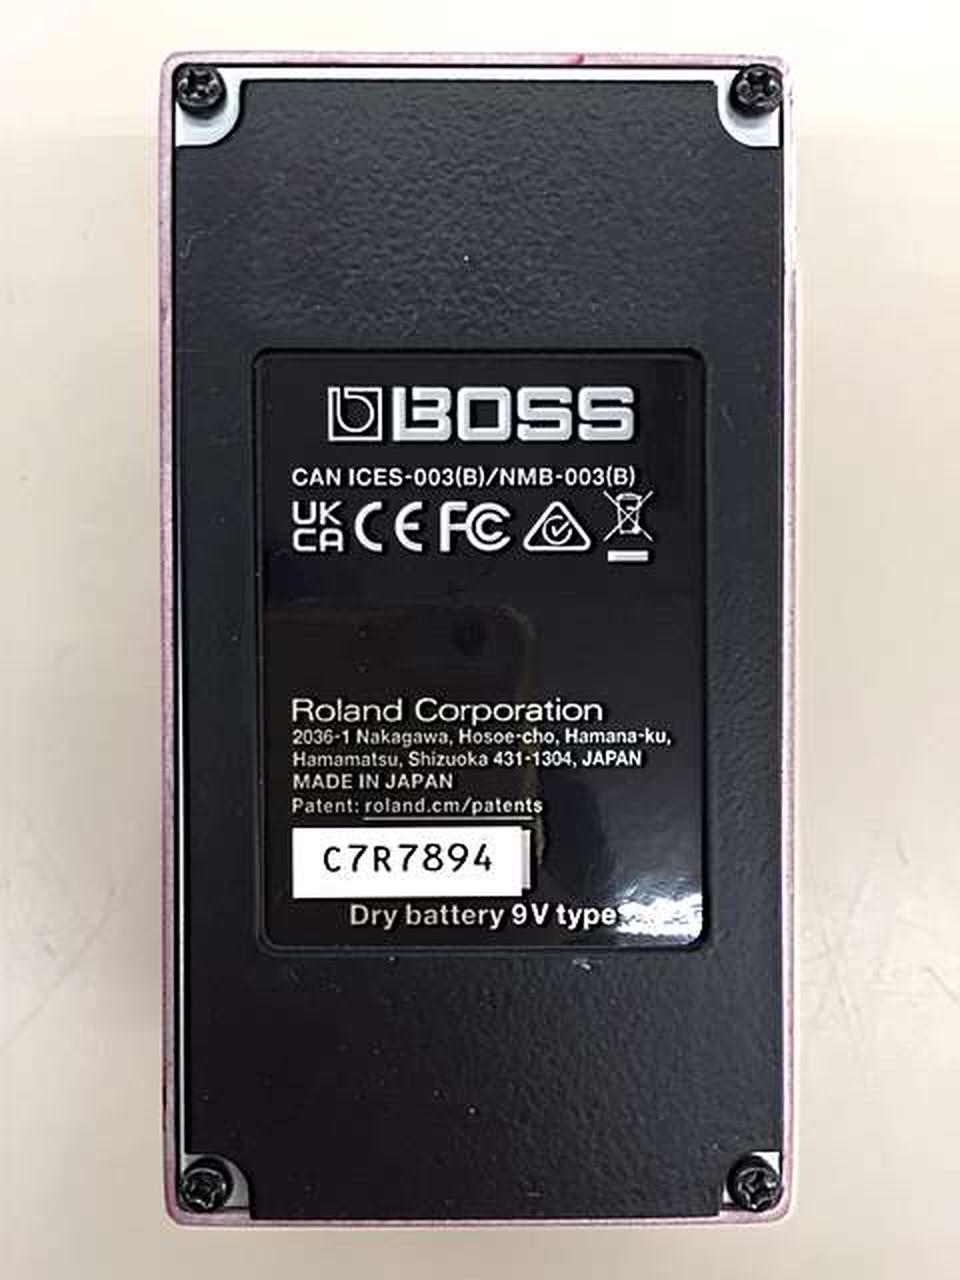 BOSS
CAN ICES-003(B)/NMB-003(B)
UK
CA CE FC
Roland Corporation
2036-1 Nakagawa, Hosoe-cho, Hamana-ku,
Hamamatsu, Shizuoka 431-1304, JAPAN
MADE IN JAPAN
Patent: roland.cm/patents
C7R7894
Dry battery 9V type